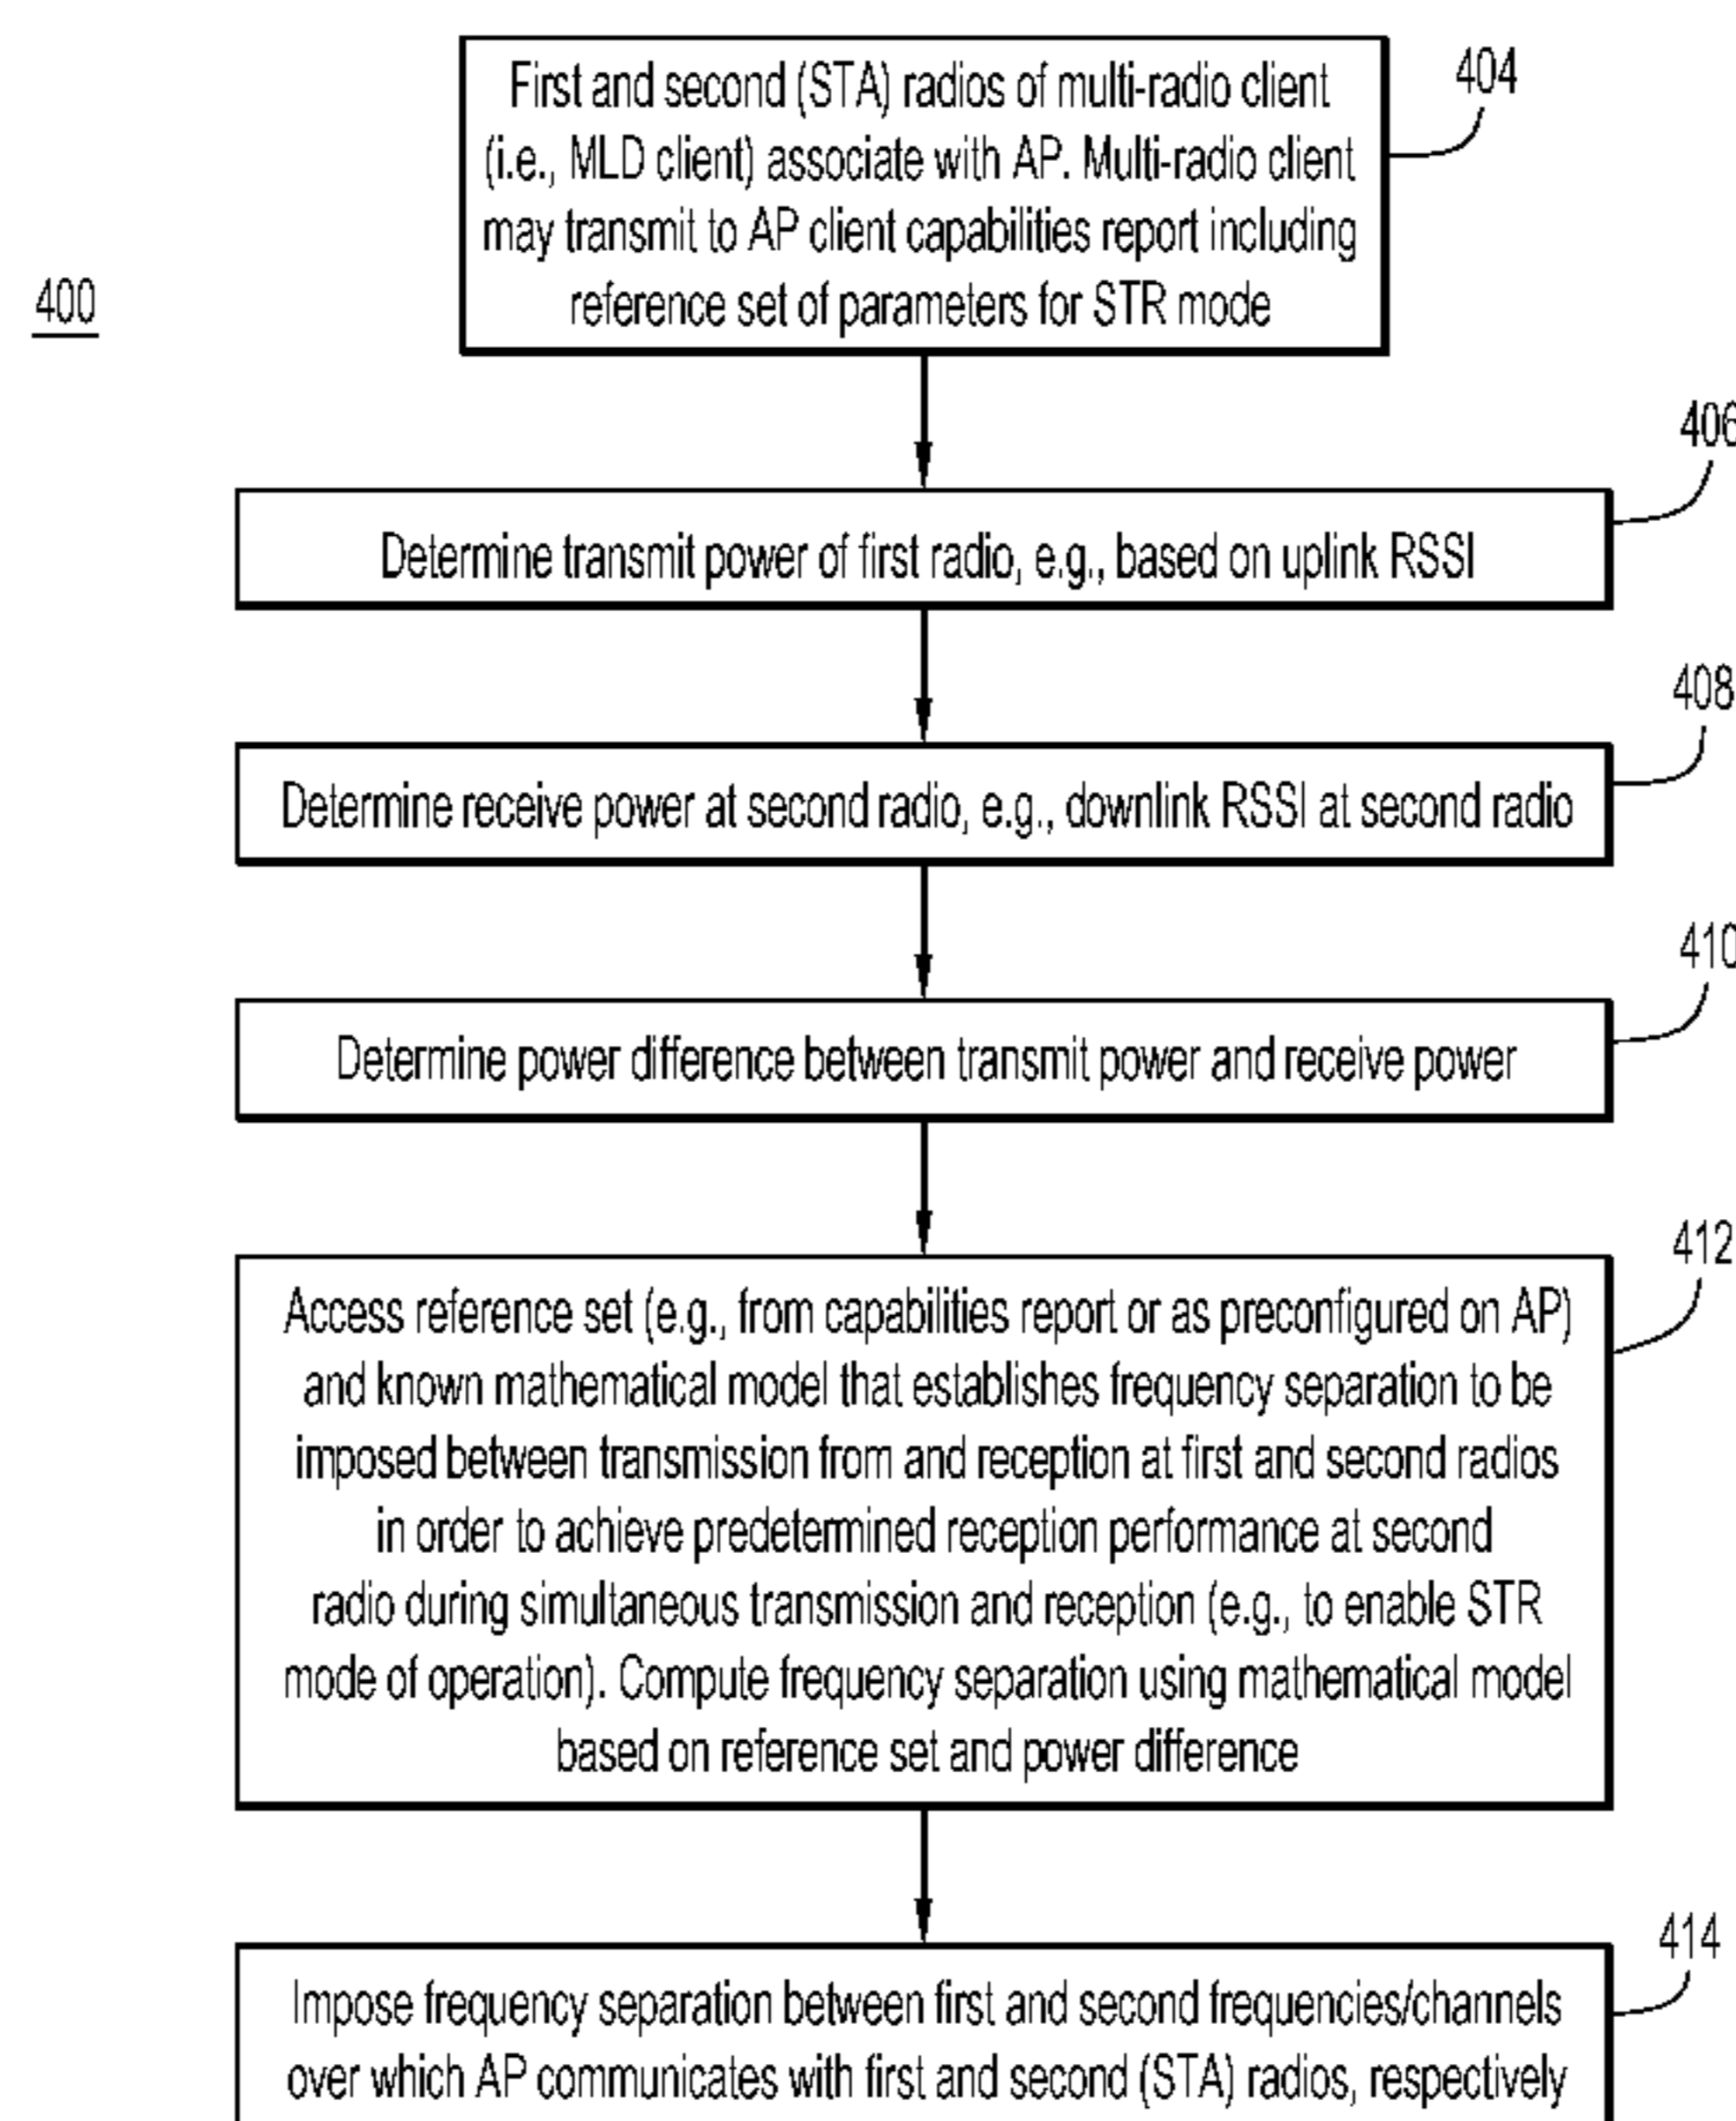 400
404
First and second (STA) radios of multi-radio client
(i.e., MLD client) associate with AP. Multi-radio client
may transmit to AP client capabilities report including
reference set of parameters for STR mode
406
Determine transmit power of first radio, e.g., based on uplink RSSI
408
Determine receive power at second radio, e.g., downlink RSSI at second radio
410
Determine power difference between transmit power and receive power
412
Access reference set (e.g., from capabilities report or as preconfigured on AP)
and known mathematical model that establishes frequency separation to be
imposed between transmission from and reception at first and second radios
in order to achieve predetermined reception performance at second
radio during simultaneous transmission and reception (e.g., to enable STR
mode of operation). Compute frequency separation using mathematical model
based on reference set and power difference
414
Impose frequency separation between first and second frequencies/channels
over which AP communicates with first and second (STA) radios, respectively